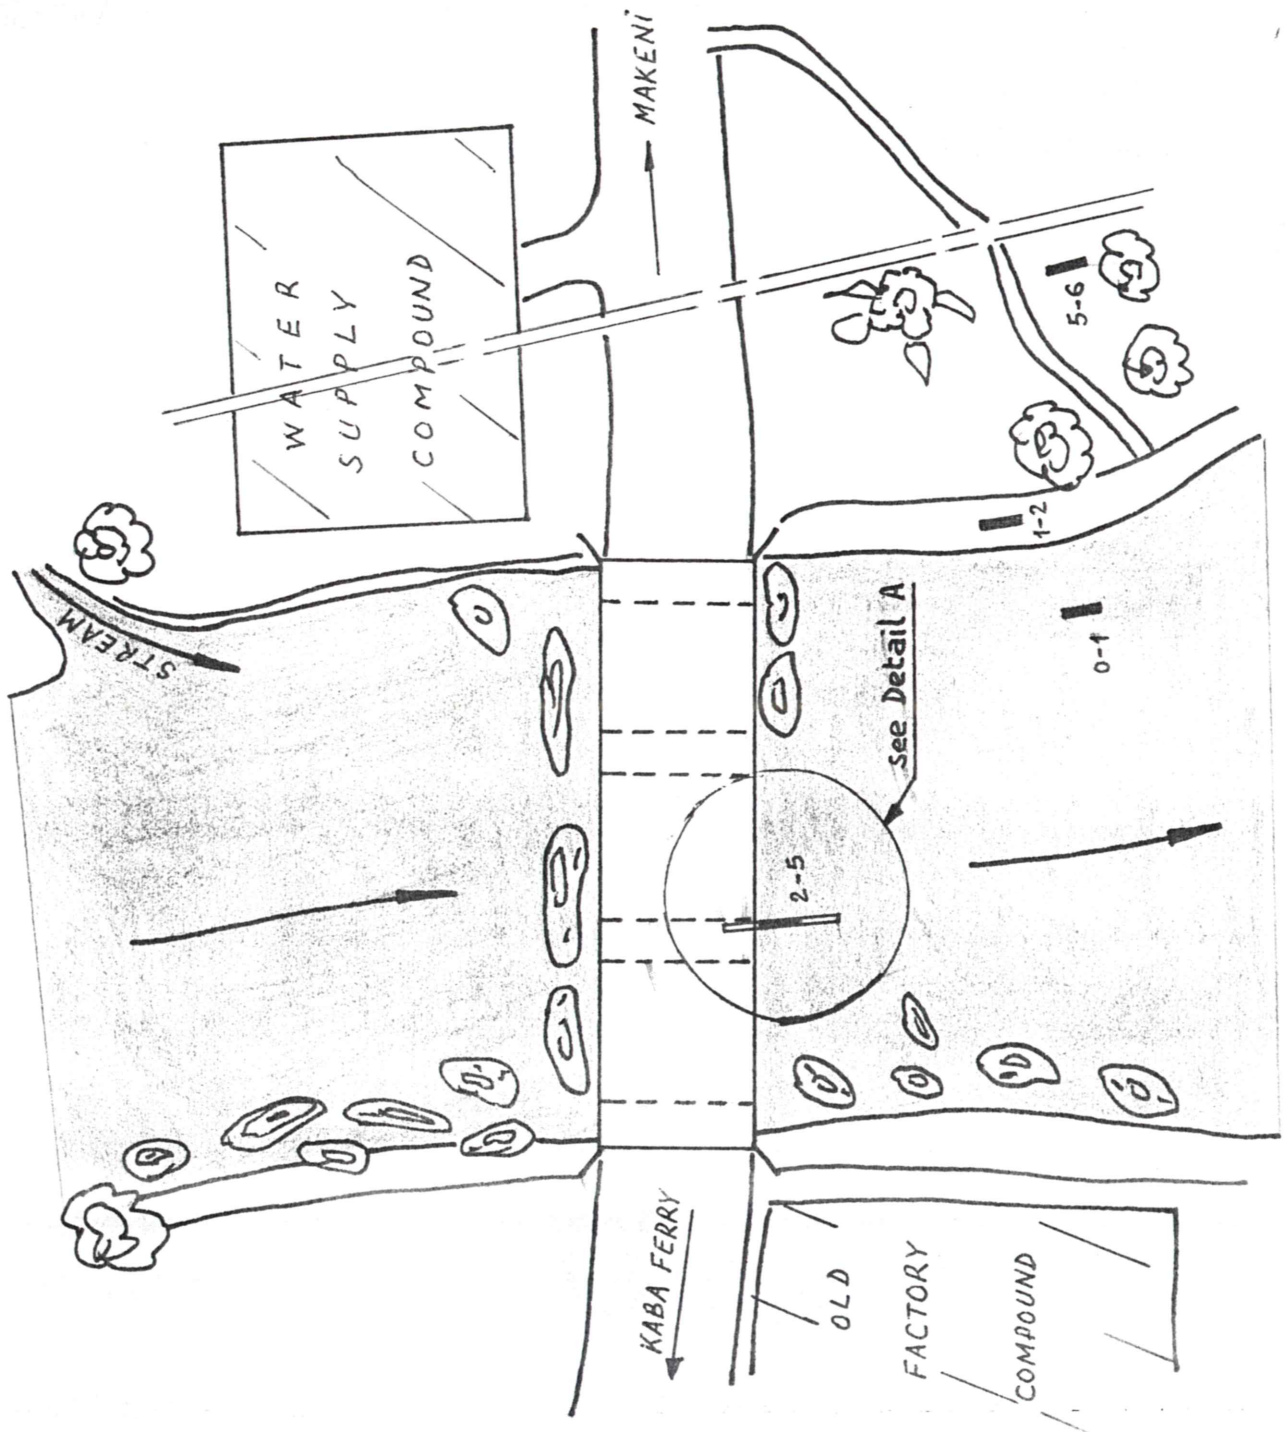 MAKENI
WATER
SUPPLY
COMPOUND
STREAM
5-6
1-2
0-1
see Detail A
2-5
KABA FERRY
OLD
FACTORY
COMPOUND